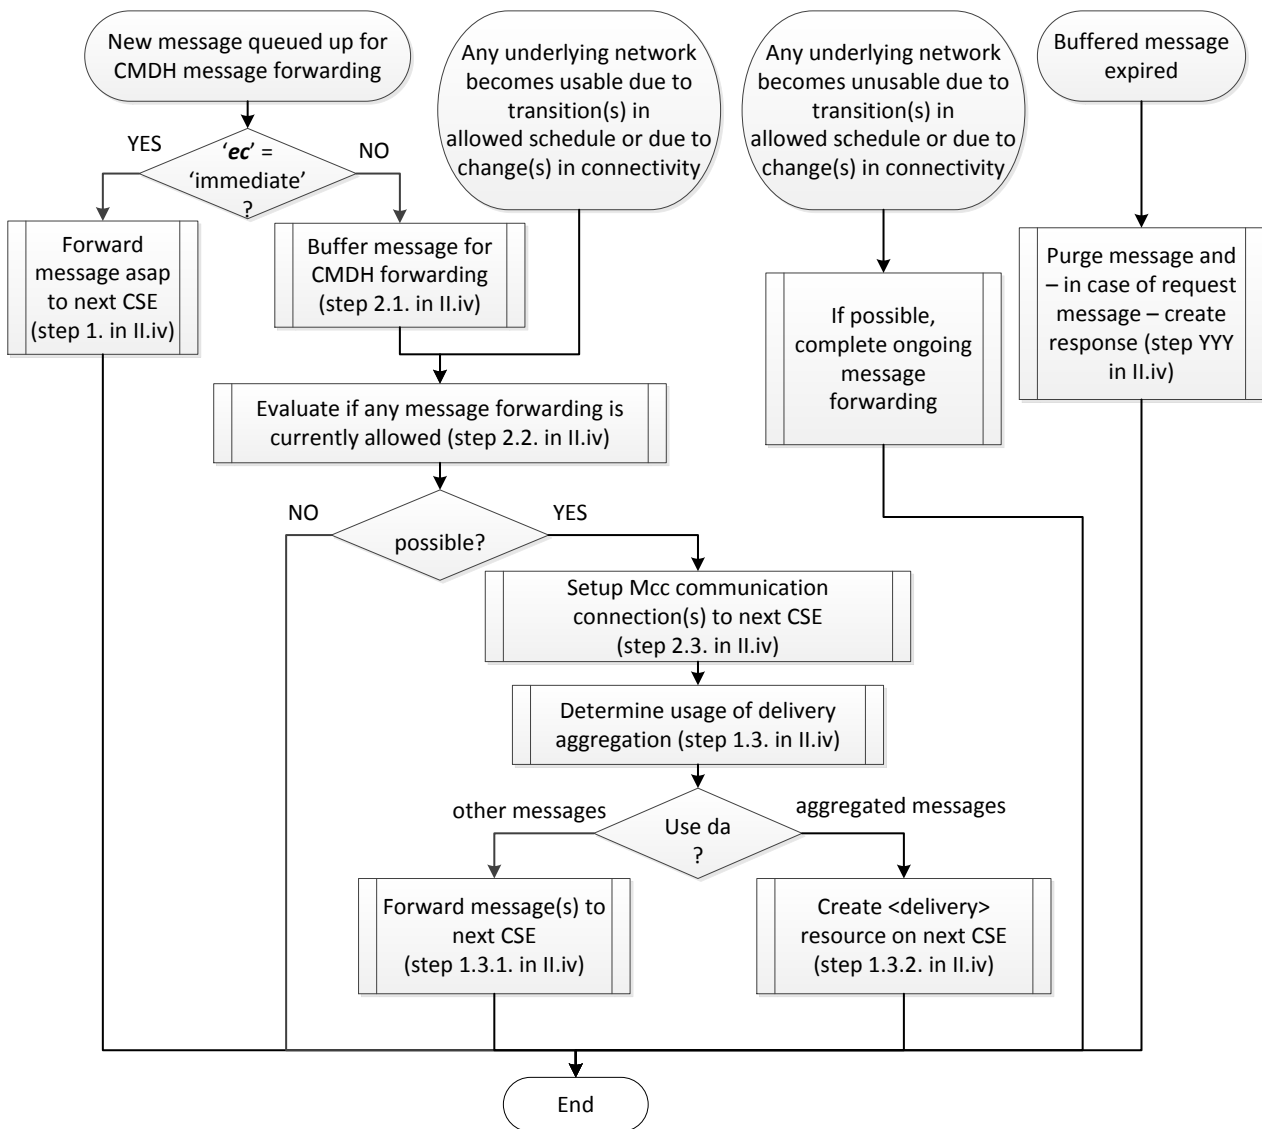 New message queued up for
CMDH message forwarding
Any underlying network
becomes usable due to
transition(s) in
allowed schedule or due to
change(s) in connectivity
Any underlying network
becomes unusable due to
transition(s) in
allowed schedule or due to
change(s) in connectivity
Buffered message
expired
YES
‘ec’ =
‘immediate’
?
NO
Forward
message asap
to next CSE
(step 1. in II.iv)
Buffer message for
CMDH forwarding
(step 2.1. in II.iv)
If possible,
complete ongoing
message
forwarding
Purge message and
– in case of request
message – create
response (step YYY
in II.iv)
Evaluate if any message forwarding is
currently allowed (step 2.2. in II.iv)
NO
possible?
YES
Setup Mcc communication
connection(s) to next CSE
(step 2.3. in II.iv)
Determine usage of delivery
aggregation (step 1.3. in II.iv)
other messages
Use da
?
aggregated messages
Forward message(s) to
next CSE
(step 1.3.1. in II.iv)
Create <delivery>
resource on next CSE
(step 1.3.2. in II.iv)
End